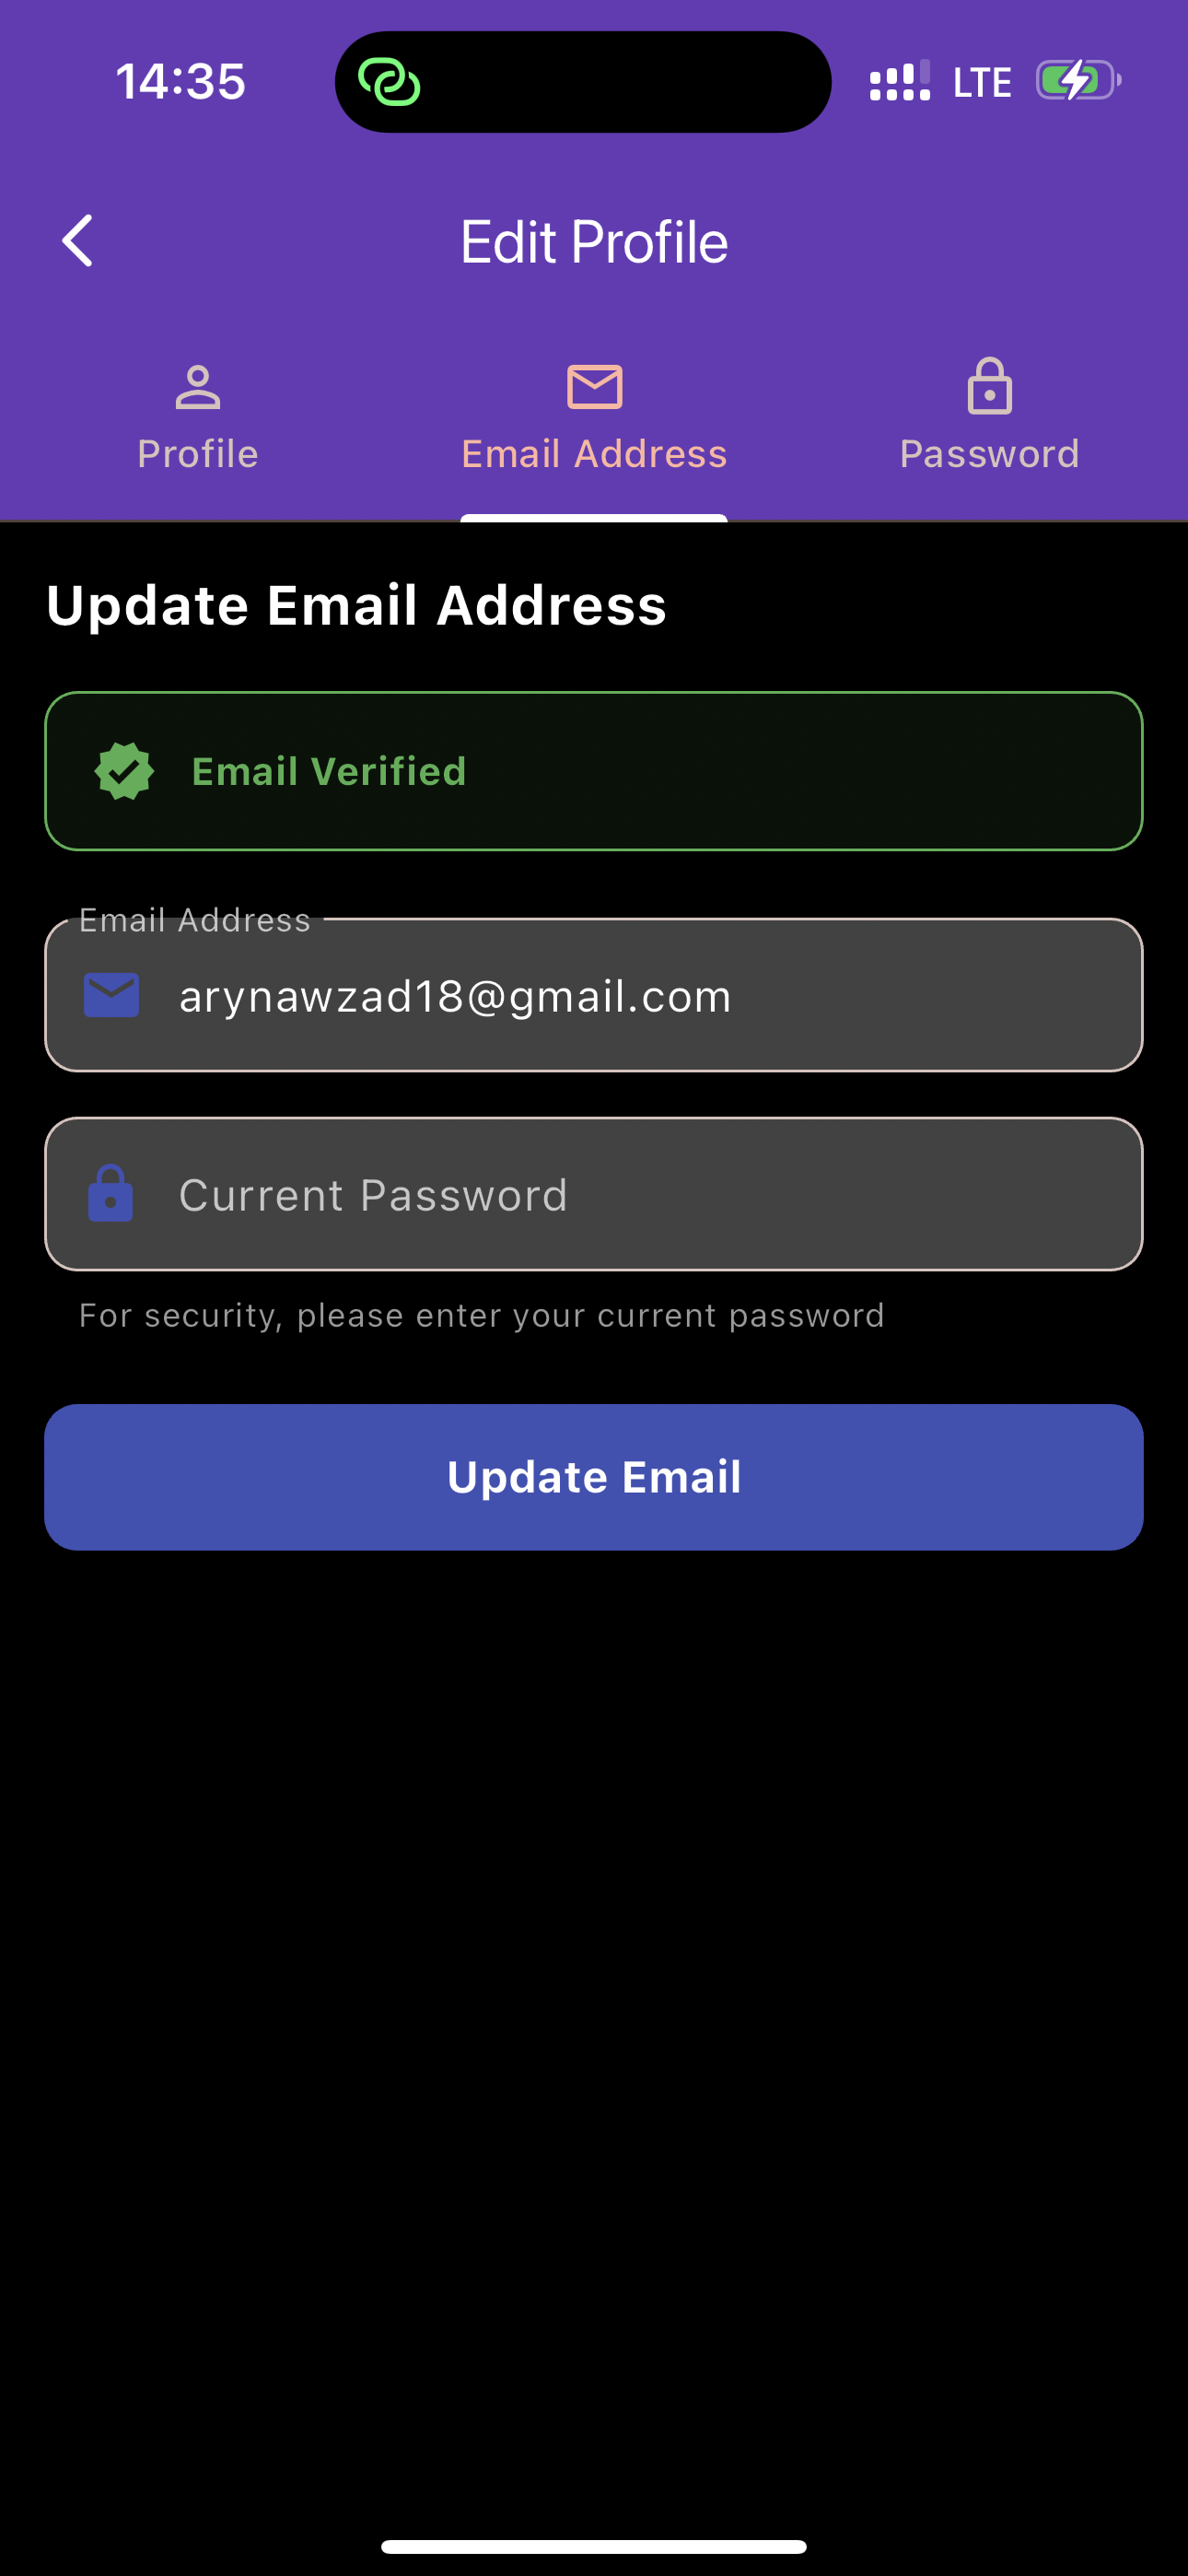 14:35
LTE
Edit Profile
Profile
Email Address
Password
Update Email Address
Email Verified
Email Address
arynawzad18@gmail.com
Current Password
For security, please enter your current password
Update Email